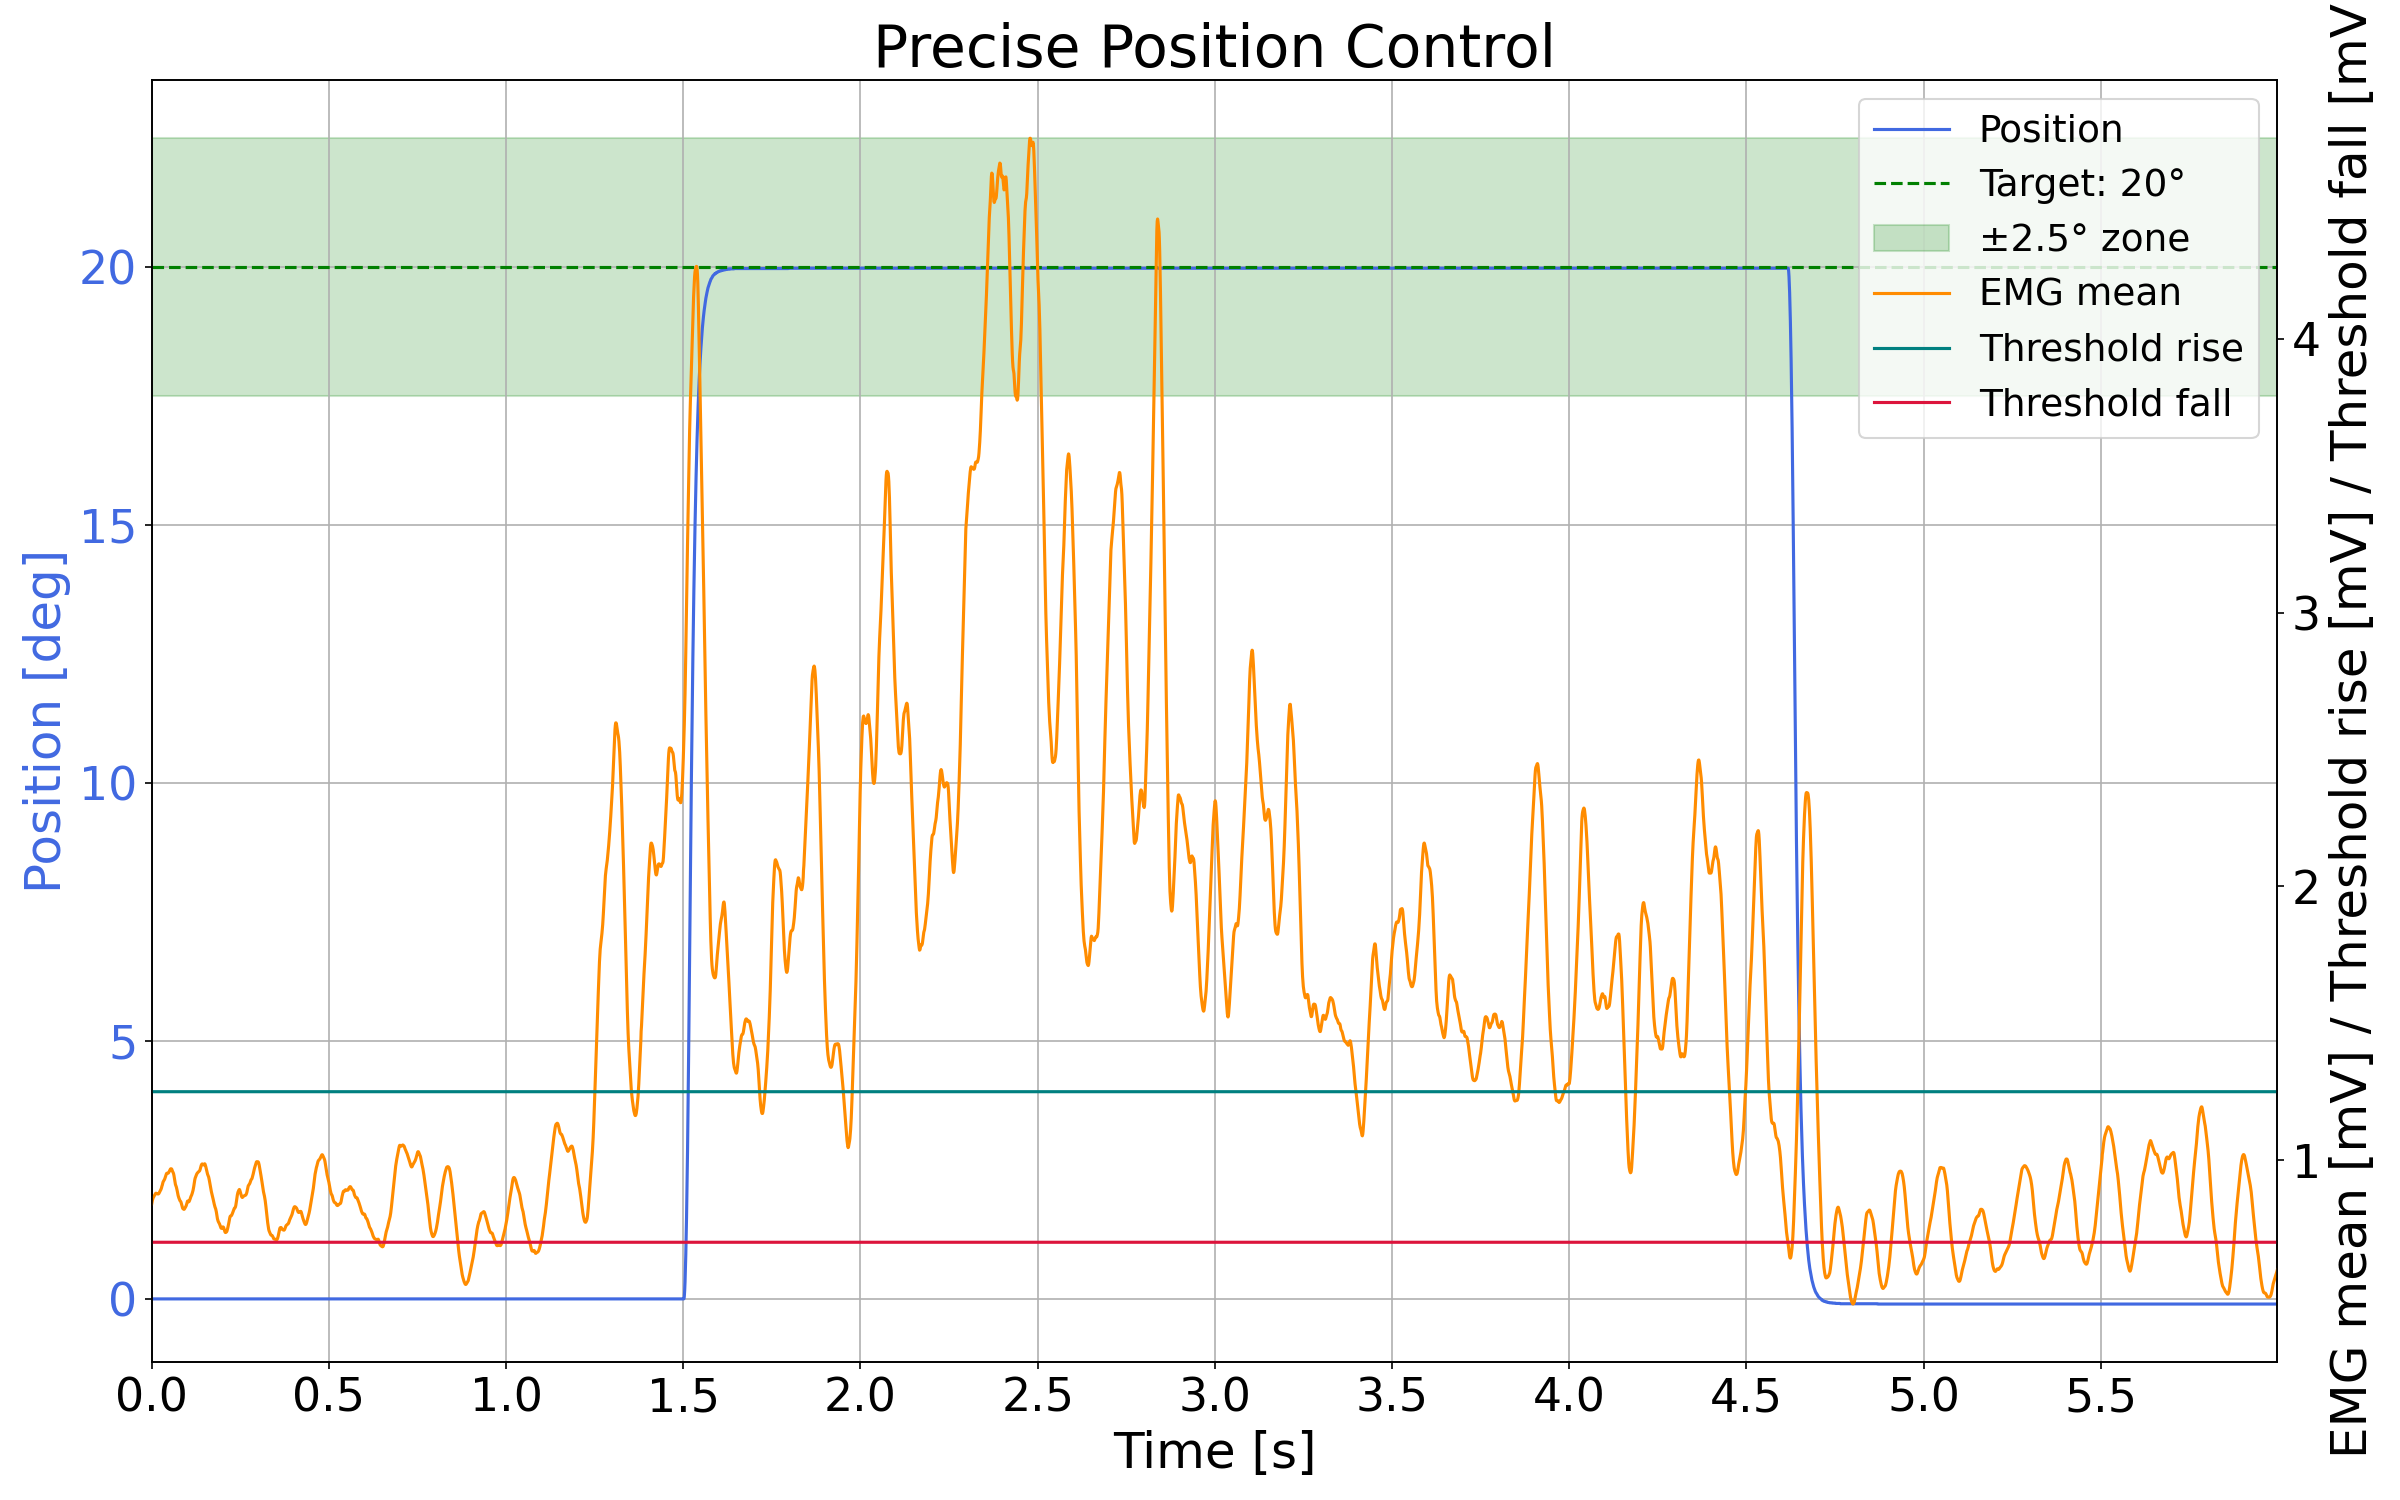 Precise Position Control
Position [deg]
20
15
10
5
0
Position
Target: 20°
±2.5° zone
EMG mean
Threshold rise
Threshold fall
4
3
2
1
EMG mean [mV] / Threshold rise [mV] / Threshold fall [mV
0.0 0.5 1.0 1.5 2.0 2.5 3.0 3.5 4.0 4.5 5.0 5.5
Time [s]